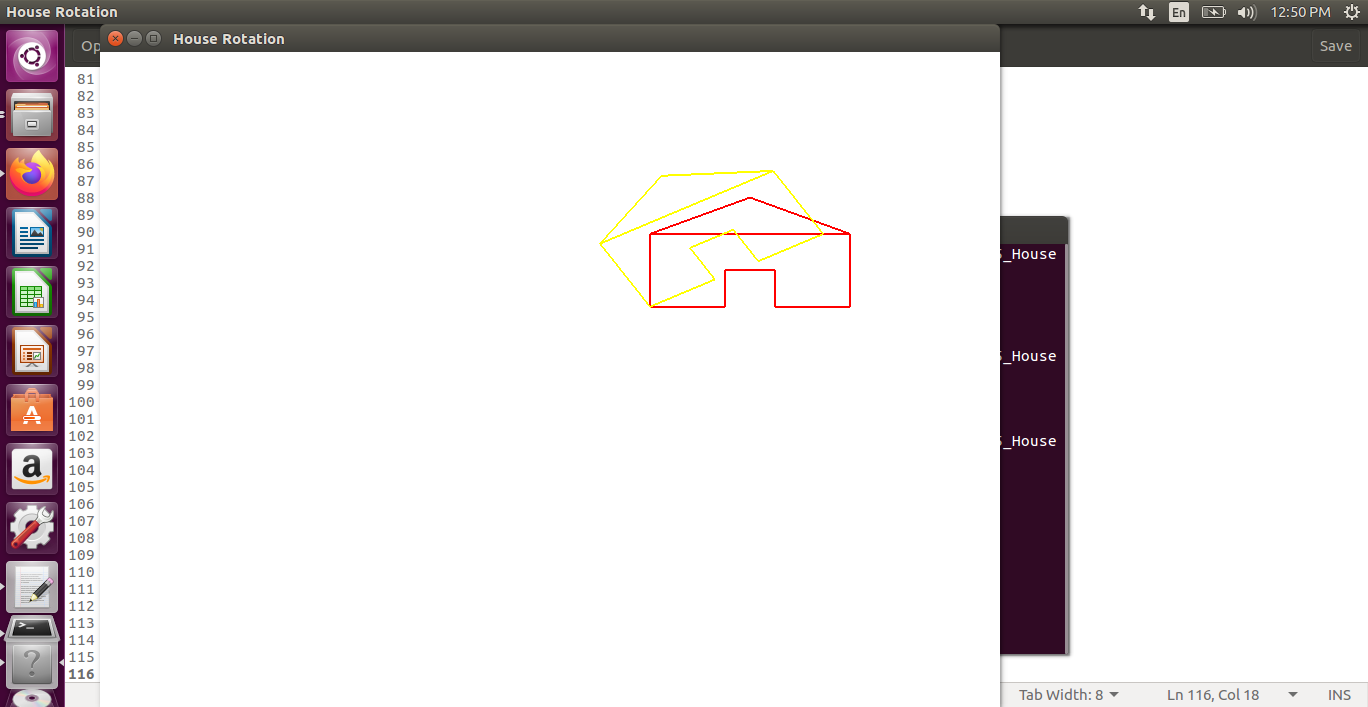 House Rotation
En
12:50 PM
Op
House Rotation
Save
81
82
83
84
85
86
87
88
89
90
91
92
93
94
95
96
97
98
99
100
101
102
103
104
105
106
107
108
109
110
111
112
113
114
115
116
_House
_House
_House
A
a
>_
?
Tab Width: 8
Ln 116, Col 18
INS